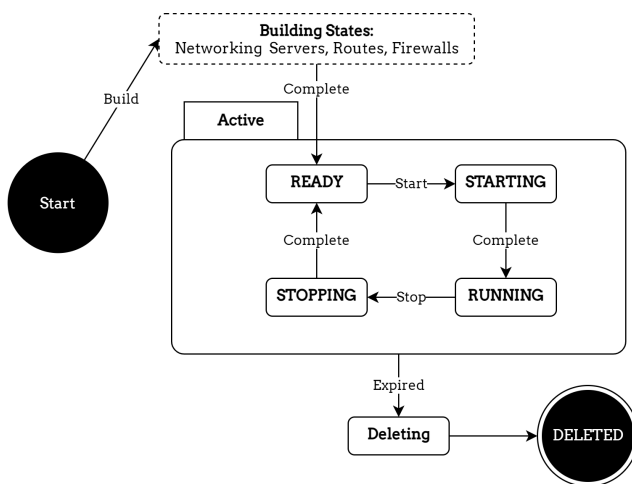 Building States:
Networking Servers, Routes, Firewalls
Build
Complete
Active
Start
READY
Start
STARTING
Complete
Complete
STOPPING
Stop
RUNNING
Expired
Deleting
DELETED